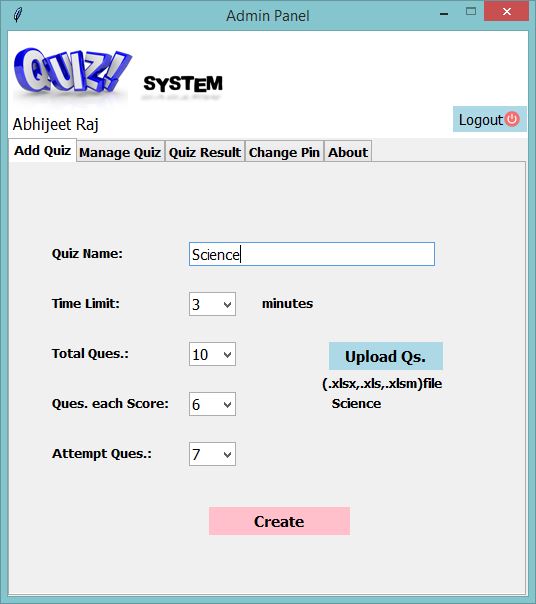 Admin Panel
QUIZ! SYSTEM
Abhijeet Raj
Logout
Add Quiz Manage Quiz Quiz Result Change Pin About
Quiz Name: Science
Time Limit: 3 minutes
Total Ques.: 10 Upload Qs.
(.xlsx,.xls,.xlsm)file
Ques. each Score: 6 Science
Attempt Ques.: 7
Create